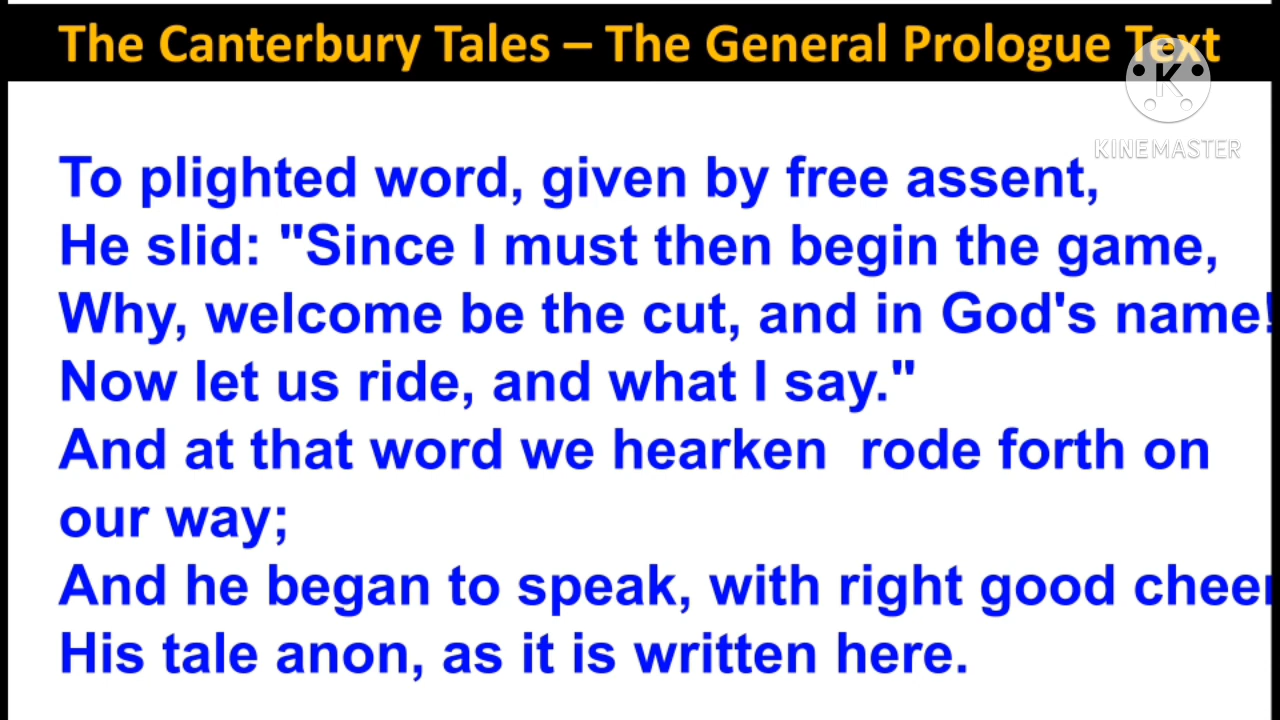 The Canterbury Tales – The General Prologue Text
KINEMASTER
To plighted word, given by free assent,
He slid: "Since I must then begin the game,
Why, welcome be the cut, and in God's name!
Now let us ride, and what I say."
And at that word we hearken  rode forth on
our way;
And he began to speak, with right good cheer
His tale anon, as it is written here.